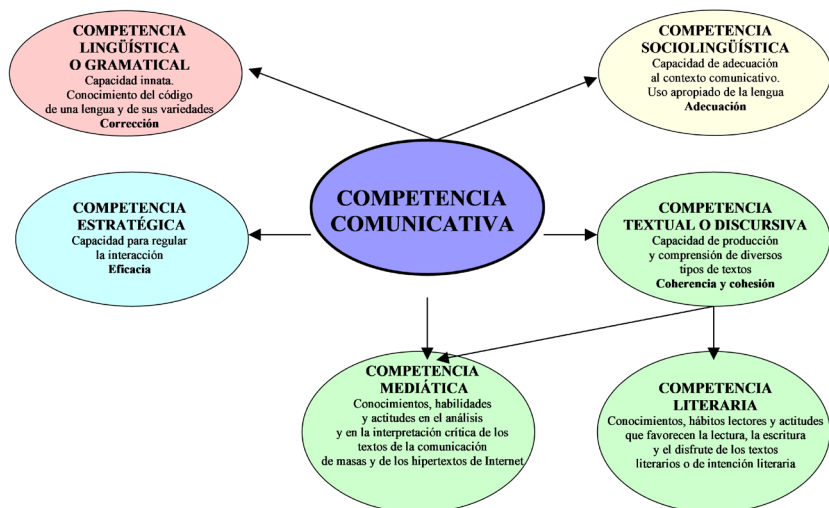 COMPETENCIA
LINGÜÍSTICA
O GRAMATICAL
Capacidad innata.
Conocimiento del código
de una lengua y de sus variedades
Corrección
COMPETENCIA
SOCIOLINGÜÍSTICA
Capacidad de adecuación
al contexto comunicativo.
Uso apropiado de la lengua
Adecuación
COMPETENCIA
COMUNICATIVA
COMPETENCIA
ESTRATÉGICA
Capacidad para regular
la interacción
Eficacia
COMPETENCIA
TEXTUAL O DISCURSIVA
Capacidad de producción
y comprensión de diversos
tipos de textos
Coherencia y cohesión
COMPETENCIA
MEDIÁTICA
Conocimientos, habilidades
y actitudes en el análisis
y en la interpretación crítica de los
textos de la comunicación
de masas y de los hipertextos de Internet
COMPETENCIA
LITERARIA
Conocimientos, hábitos lectores y actitudes
que favorecen la lectura, la escritura
y el disfrute de los textos
literarios o de intención literaria